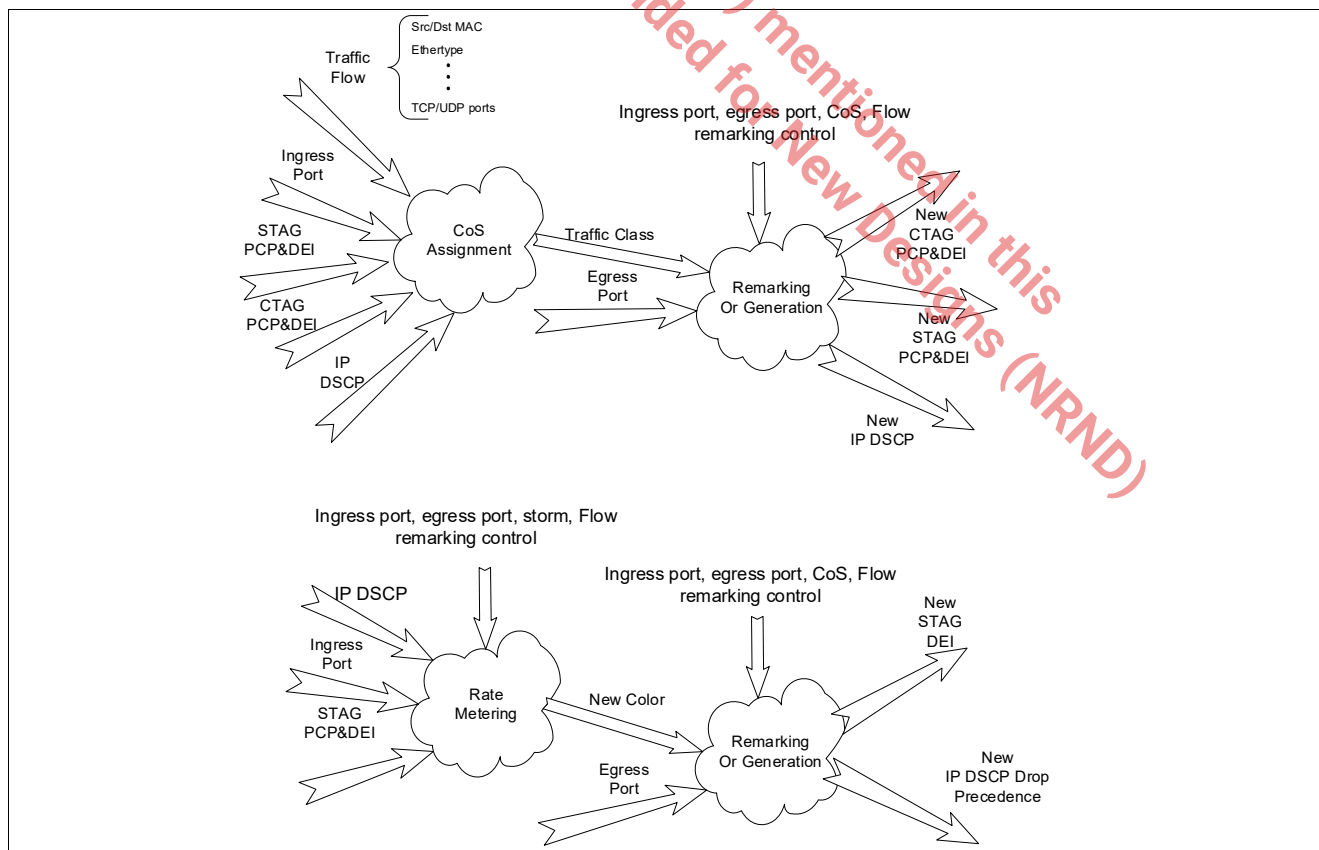 Src/Dst MAC
Ethertype
Traffic
Flow
TCP/UDP ports
Ingress port, egress port, CoS, Flow
remarking control
Ingress
Port
STAG
PCP&DEI
CTAG
PCP&DEI
IP
DSCP
CoS
Assignment
Traffic Class
Egress
Port
Remarking
Or Generation
New
CTAG
PCP&DEI
New
STAG
PCP&DEI
New
IP DSCP
) mentioned in this
ded for New Designs (NRND)
Ingress port, egress port, storm, Flow
remarking control
Ingress port, egress port, CoS, Flow
remarking control
IP DSCP
Ingress
Port
STAG
PCP&DEI
Rate
Metering
New Color
Egress
Port
Remarking
Or Generation
New
STAG
DEI
New
IP DSCP Drop
Precedence